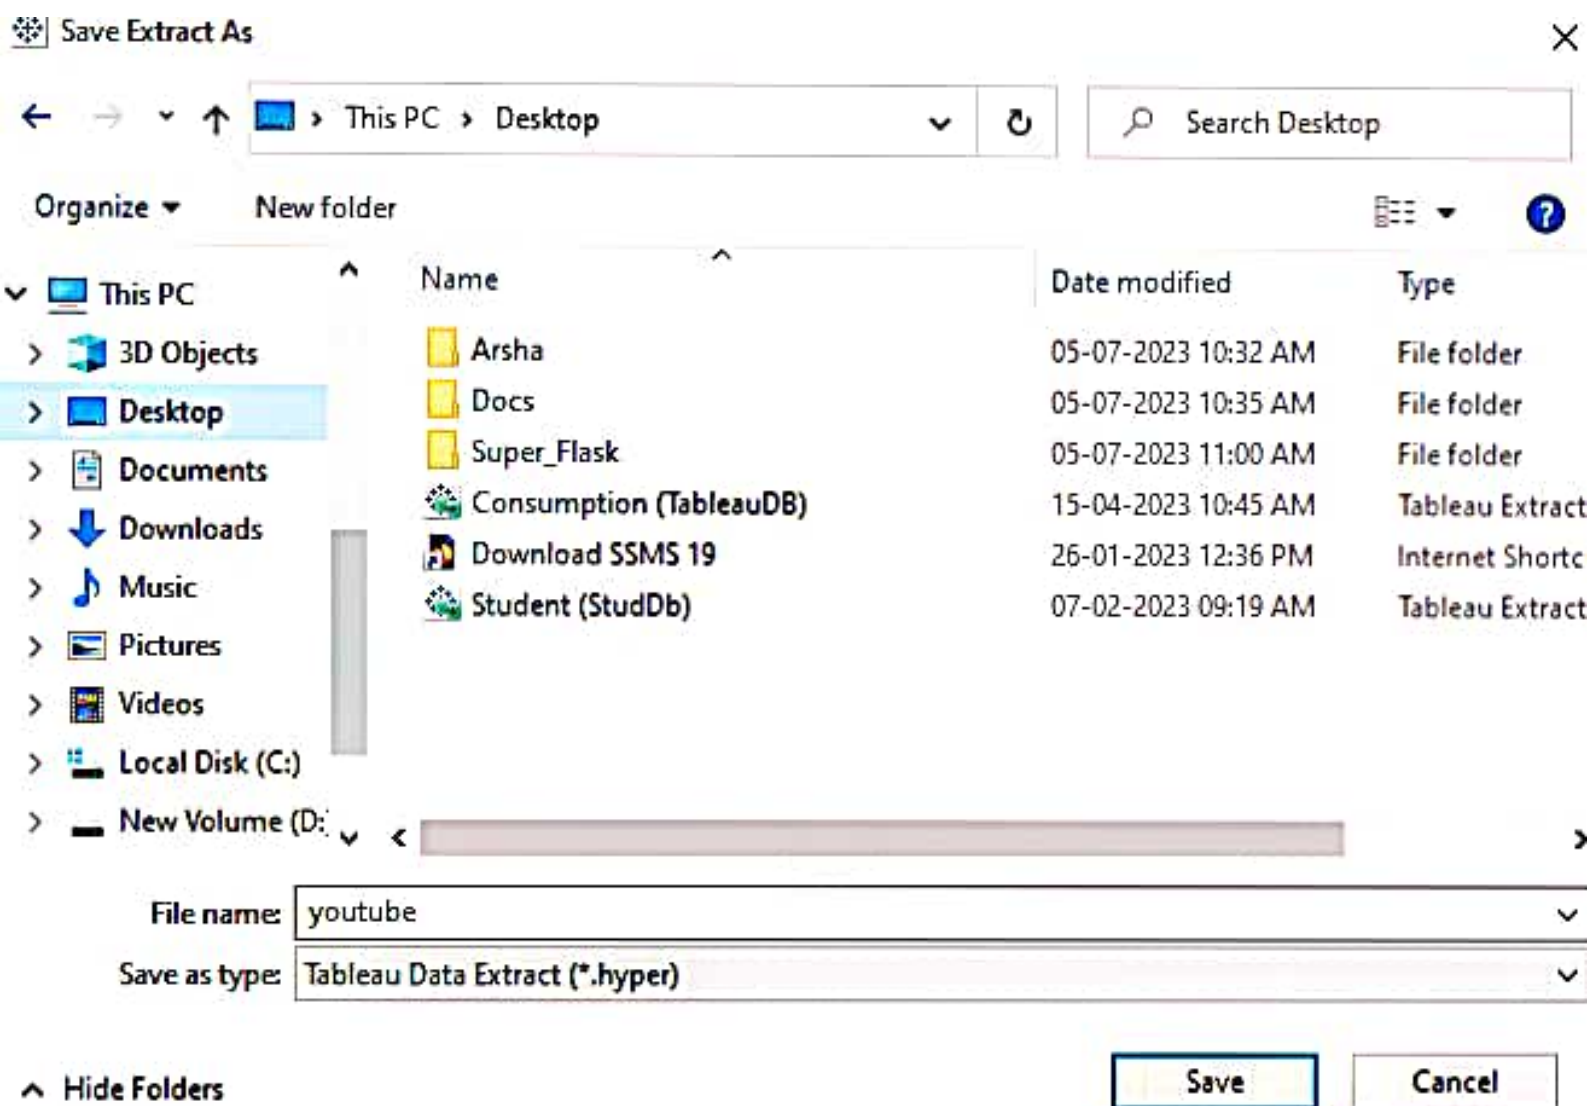 Save Extract As
This PC > Desktop
Search Desktop
Organize
New folder
This PC
3D Objects
Desktop
Documents
Downloads
Music
Pictures
Videos
Local Disk (C:)
New Volume (D:
Name Date modified Type
Arsha 05-07-2023 10:32 AM File folder
Docs 05-07-2023 10:35 AM File folder
Super_Flask 05-07-2023 11:00 AM File folder
Consumption (TableauDB) 15-04-2023 10:45 AM Tableau Extract
Download SSMS 19 26-01-2023 12:36 PM Internet Shortc
Student (StudDb) 07-02-2023 09:19 AM Tableau Extract
File name: youtube
Save as type: Tableau Data Extract (*.hyper)
Hide Folders
Save
Cancel